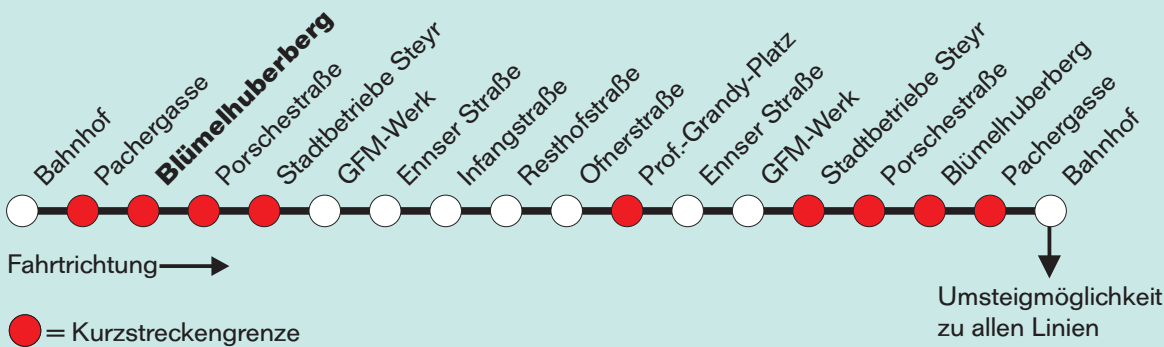 Bahnhof
Pachergasse
Blümelhuberberg
Porschestraße
Stadtbetriebe Steyr
GFM-Werk
Ennser Straße
Infangstraße
Resthofstraße
Ofnerstraße
Prof.-Grandy-Platz
Ennser Straße
GFM-Werk
Stadtbetriebe Steyr
Porschestraße
Blümelhuberberg
Pachergasse
Bahnhof
Fahrtrichtung
Umsteigmöglichkeit
zu allen Linien
= Kurzstreckengrenze